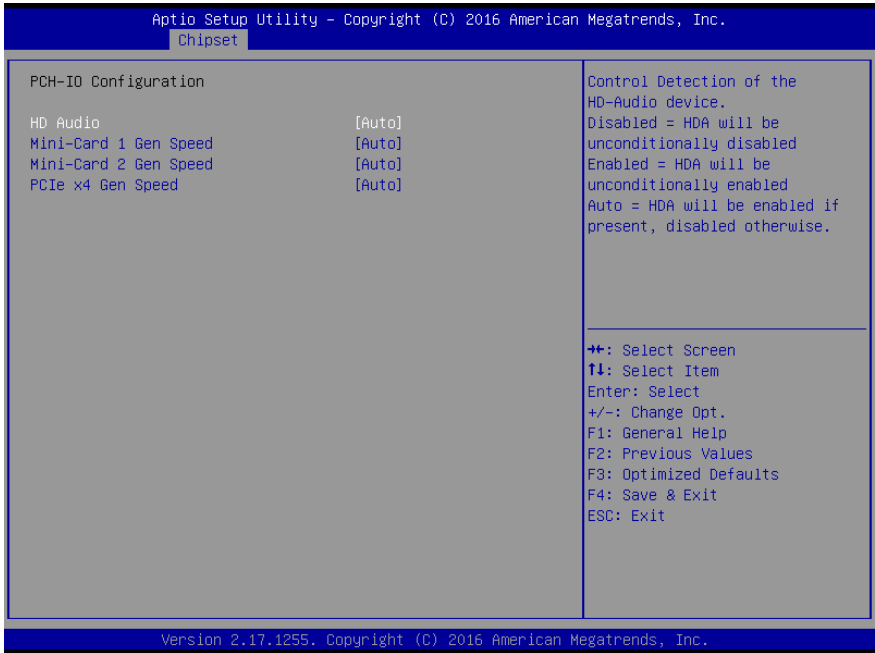 Aptio Setup Utility – Copyright (C) 2016 American Megatrends, Inc.
Chipset
PCH-IO Configuration
HD Audio [Auto]
Mini-Card 1 Gen Speed [Auto]
Mini-Card 2 Gen Speed [Auto]
PCIe x4 Gen Speed [Auto]
Control Detection of the
HD-Audio device.
Disabled = HDA will be
unconditionally disabled
Enabled = HDA will be
unconditionally enabled
Auto = HDA will be enabled if
present, disabled otherwise.
→←: Select Screen
↑↓: Select Item
Enter: Select
+/-: Change Opt.
F1: General Help
F2: Previous Values
F3: Optimized Defaults
F4: Save & Exit
ESC: Exit
Version 2.17.1255. Copyright (C) 2016 American Megatrends, Inc.